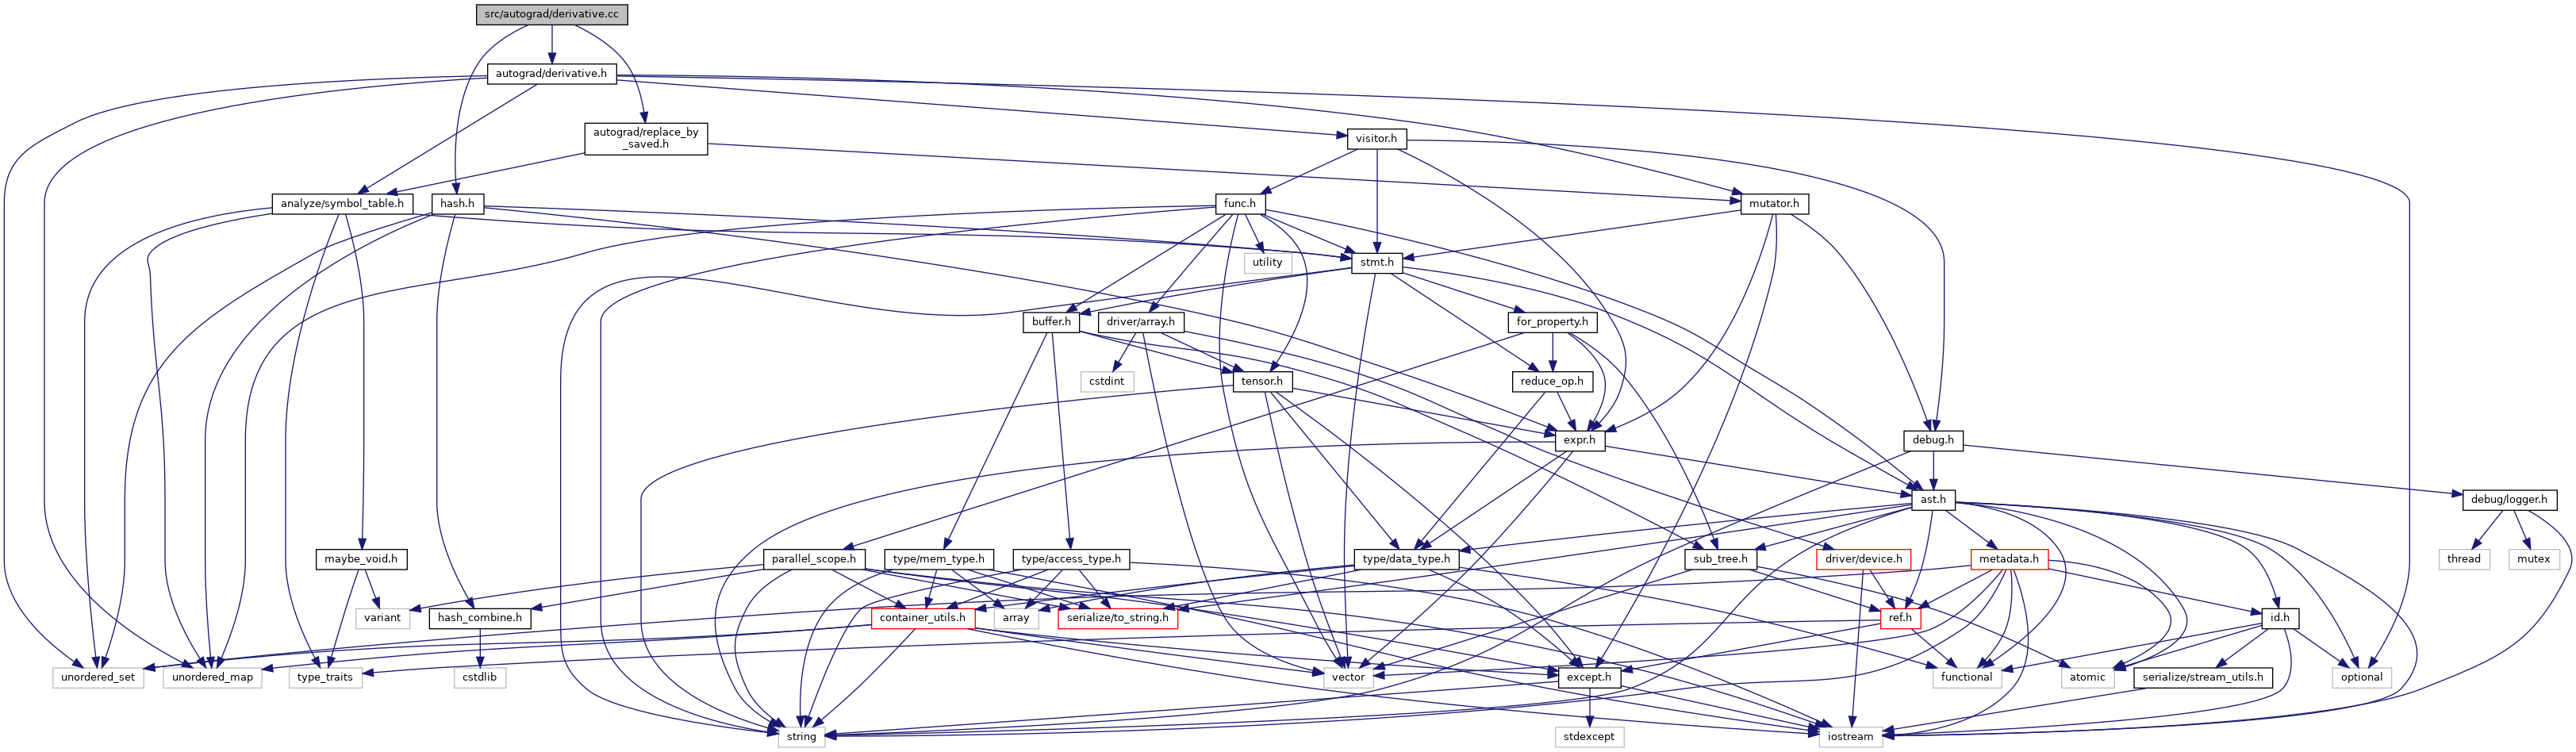 src/autograd/derivative.cc
autograd/derivative.h
autograd/replace_by
_saved.h
visitor.h
analyze/symbol_table.h
hash.h
func.h
mutator.h
utility
stmt.h
buffer.h
driver/array.h
for_property.h
cstdint
tensor.h
reduce_op.h
expr.h
debug.h
ast.h
debug/logger.h
maybe_void.h
parallel_scope.h
type/mem_type.h
type/access_type.h
type/data_type.h
sub_tree.h
driver/device.h
metadata.h
thread
mutex
variant
hash_combine.h
container_utils.h
array
serialize/to_string.h
ref.h
id.h
unordered_set
unordered_map
type_traits
cstdlib
vector
except.h
functional
atomic
serialize/stream_utils.h
optional
string
stdexcept
iostream